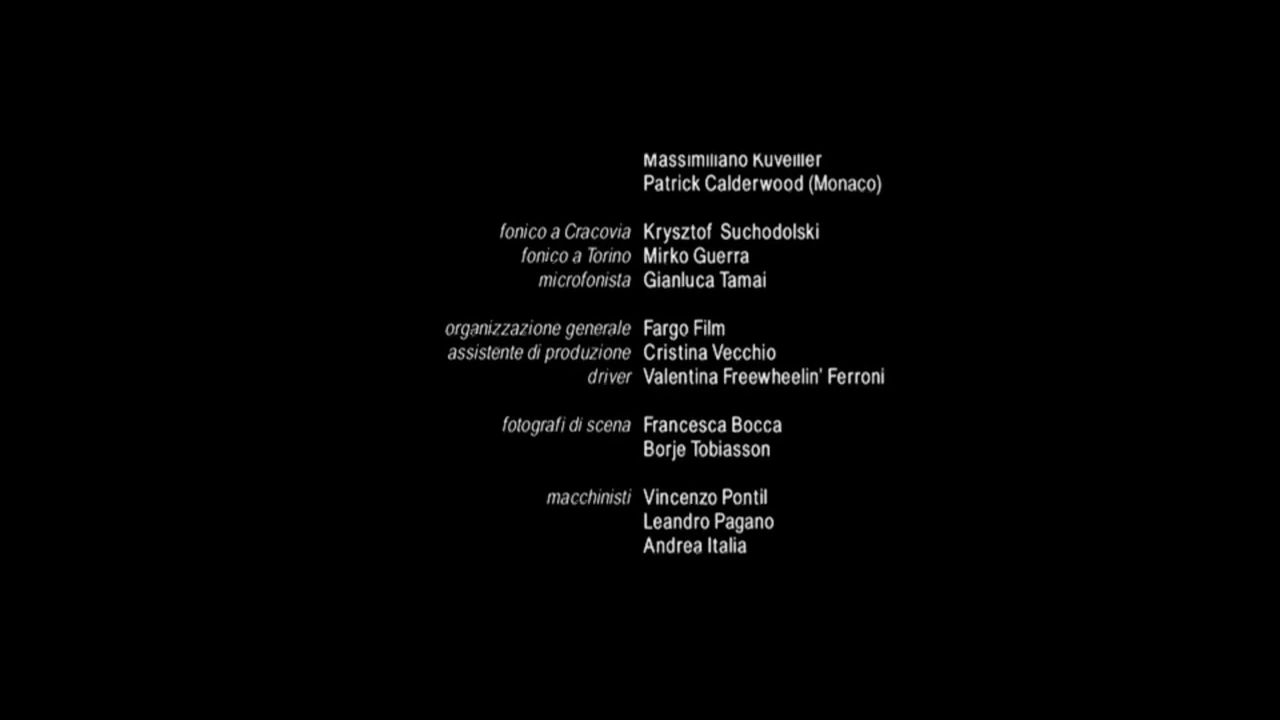 Massimiliano Kuveiller
Patrick Calderwood (Monaco)
fonico a Cracovia Krysztof Suchodolski
fonico a Torino Mirko Guerra
microfonista Gianluca Tamai
organizzazione generale Fargo Film
assistente di produzione Cristina Vecchio
driver Valentina Freewheelin' Ferroni
fotografi di scena Francesca Bocca
Borje Tobiasson
macchinisti Vincenzo Pontil
Leandro Pagano
Andrea Italia